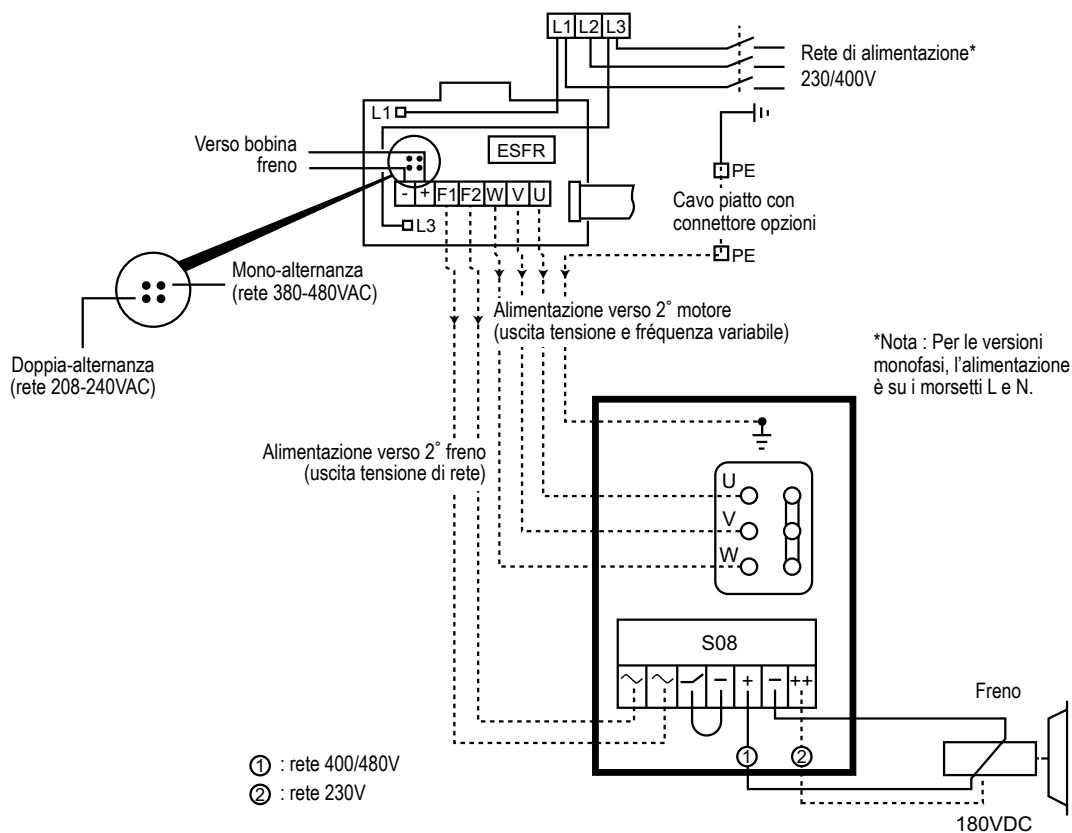 L1 L2 L3
Rete di alimentazione*
230/400V
L1
Verso bobina
freno
ESFR
PE
- + F1 F2 W V U
Cavo piatto con
connettore opzioni
L3
PE
Mono-alternanza
(rete 380-480VAC)
Alimentazione verso 2° motore
(uscita tensione e fréquenza variabile)
Doppia-alternanza
(rete 208-240VAC)
*Nota : Per le versioni
monofasi, l'alimentazione
è su i morsetti L e N.
Alimentazione verso 2° freno
(uscita tensione di rete)
U
V
W
S08
∼ ∼ − + − ++
Freno
1 2
① : rete 400/480V
② : rete 230V
180VDC